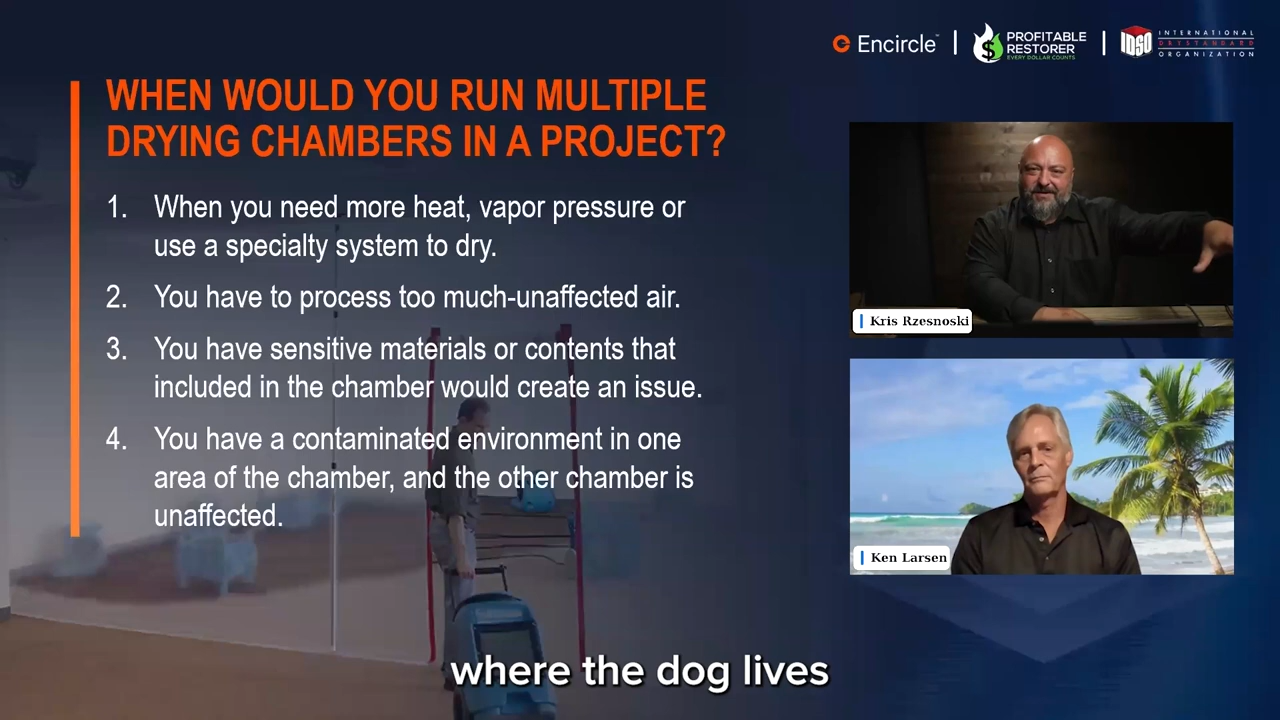 Encircle
PROFITABLE
RESTORER
EVERY DOLLAR COUNTS
IDSO
INTERNATIONAL
DRYSTANDARD
ORGANIZATION
WHEN WOULD YOU RUN MULTIPLE
DRYING CHAMBERS IN A PROJECT?
1. When you need more heat, vapor pressure or
use a specialty system to dry.
2. You have to process too much-unaffected air.
3. You have sensitive materials or contents that
included in the chamber would create an issue.
4. You have a contaminated environment in one
area of the chamber, and the other chamber is
unaffected.
Kris Rzesnoski
Ken Larsen
where the dog lives